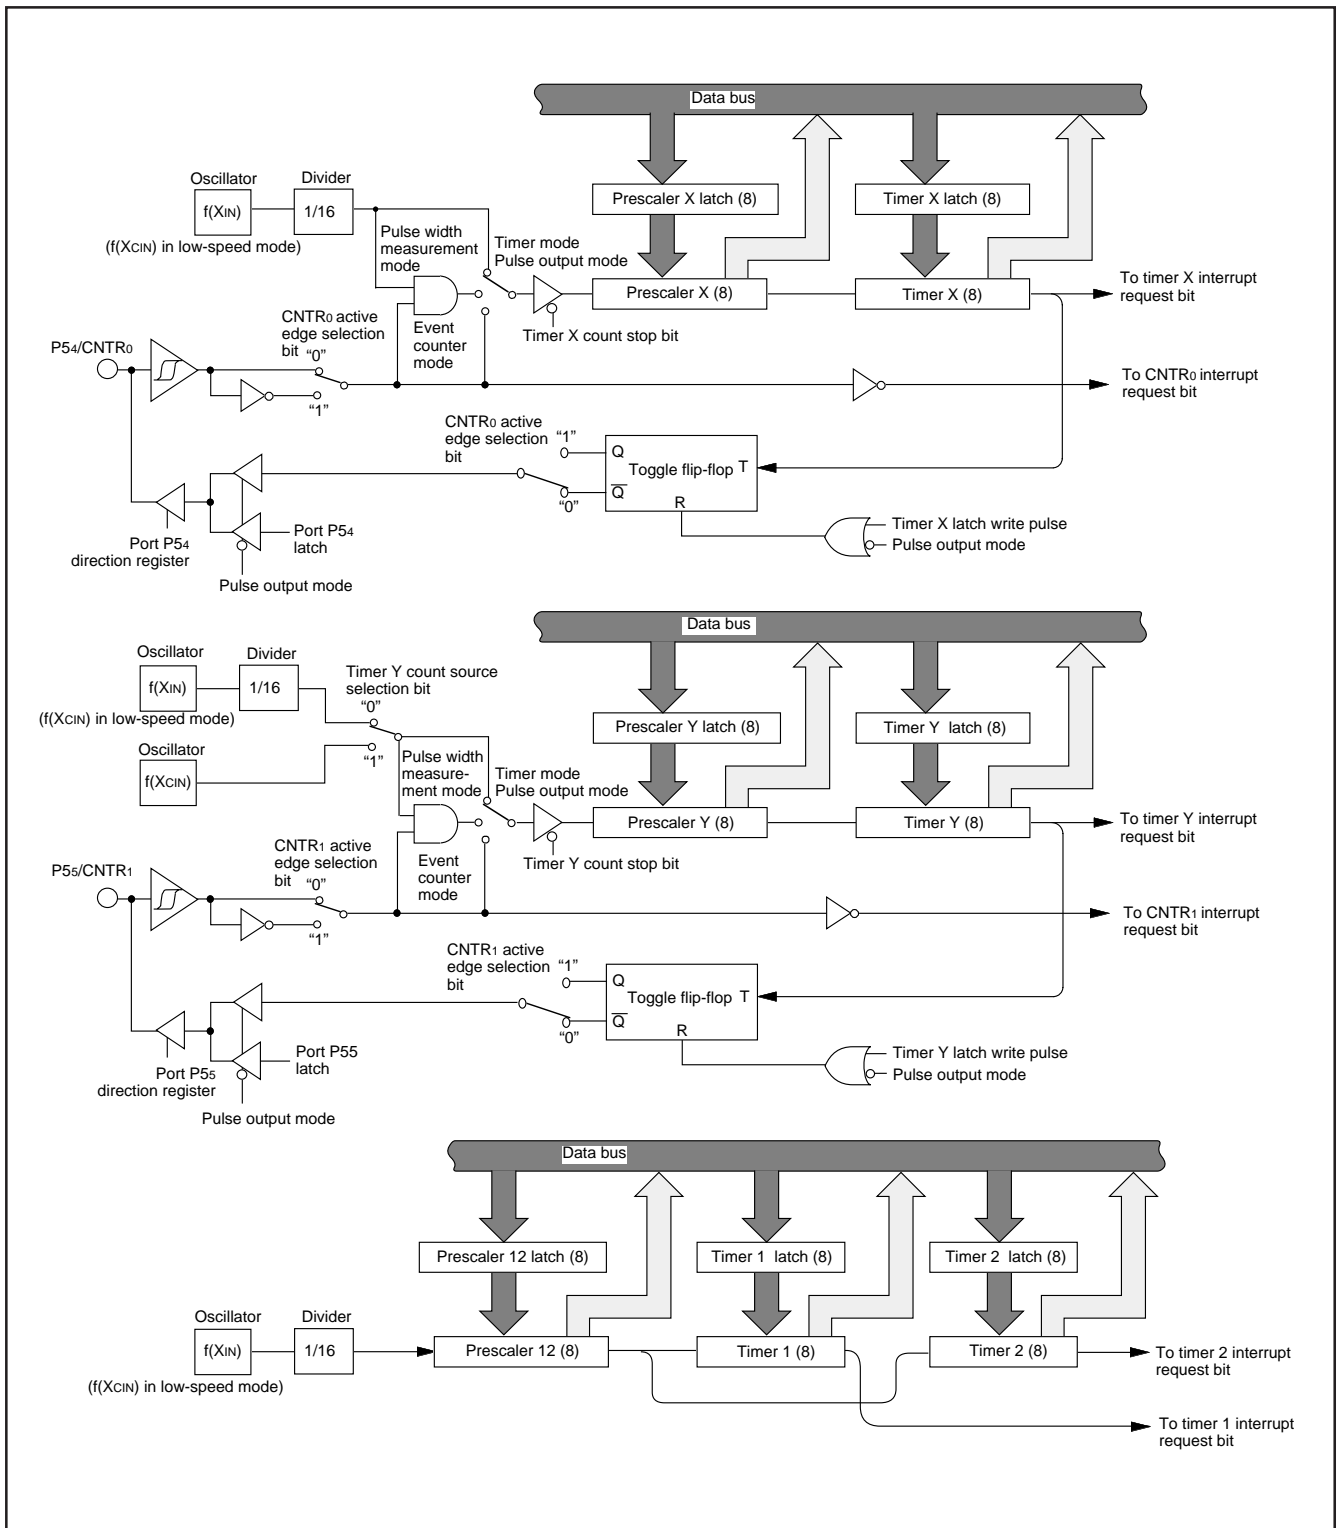 Data bus
Oscillator
Divider
f(XIN)
1/16
(f(XCIN) in low-speed mode)
Prescaler X latch (8)
Timer X latch (8)
Pulse width
measurement
mode
Timer mode
Pulse output mode
Prescaler X (8)
Timer X (8)
To timer X interrupt
request bit
CNTR0 active
edge selection
bit
"0"
"1"
Event
counter
mode
Timer X count stop bit
P54/CNTR0
To CNTR0 interrupt
request bit
CNTR0 active
edge selection
bit
"1"
"0"
Q
Q
Toggle flip-flop
T
R
Port P54
latch
Port P54
direction register
Pulse output mode
Timer X latch write pulse
Pulse output mode
Data bus
Oscillator
Divider
f(XIN)
1/16
(f(XCIN) in low-speed mode)
Timer Y count source
selection bit
"0"
"1"
Oscillator
f(XCIN)
Prescaler Y latch (8)
Timer Y latch (8)
Pulse width
measure-
ment mode
Timer mode
Pulse output mode
Prescaler Y (8)
Timer Y (8)
To timer Y interrupt
request bit
CNTR1 active
edge selection
bit
"0"
"1"
Event
counter
mode
Timer Y count stop bit
P55/CNTR1
To CNTR1 interrupt
request bit
CNTR1 active
edge selection
bit
"1"
"0"
Q
Q
Toggle flip-flop
T
R
Port P55
latch
Port P55
direction register
Pulse output mode
Timer Y latch write pulse
Pulse output mode
Data bus
Prescaler 12 latch (8)
Timer 1 latch (8)
Timer 2 latch (8)
Oscillator
Divider
f(XIN)
1/16
(f(XCIN) in low-speed mode)
Prescaler 12 (8)
Timer 1 (8)
Timer 2 (8)
To timer 2 interrupt
request bit
To timer 1 interrupt
request bit